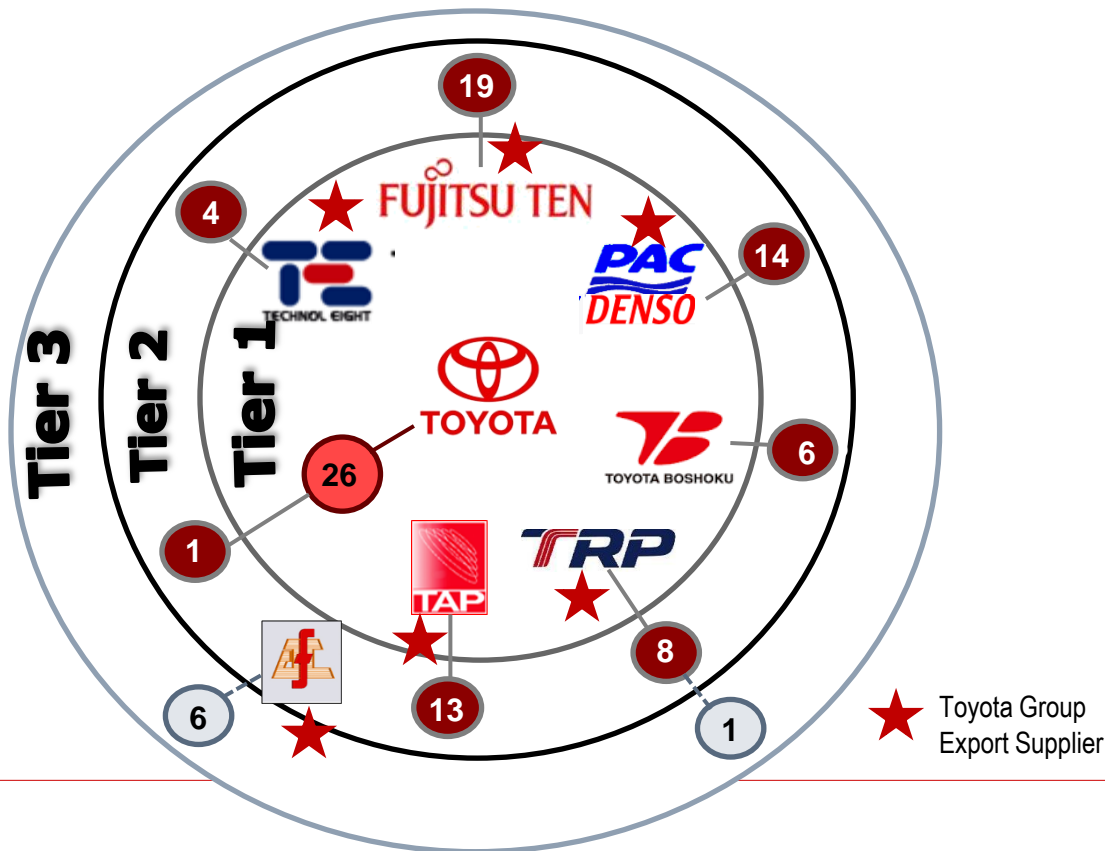 19
FUJITSU TEN
4
PAC
DENSO
14
TE
TECHNOL EIGHT
Tier 3
Tier 2
Tier 1
TOYOTA
TOYOTA BOSHOKU
6
26
1
TAP
TRP
8
6
13
1
Toyota Group
Export Supplier